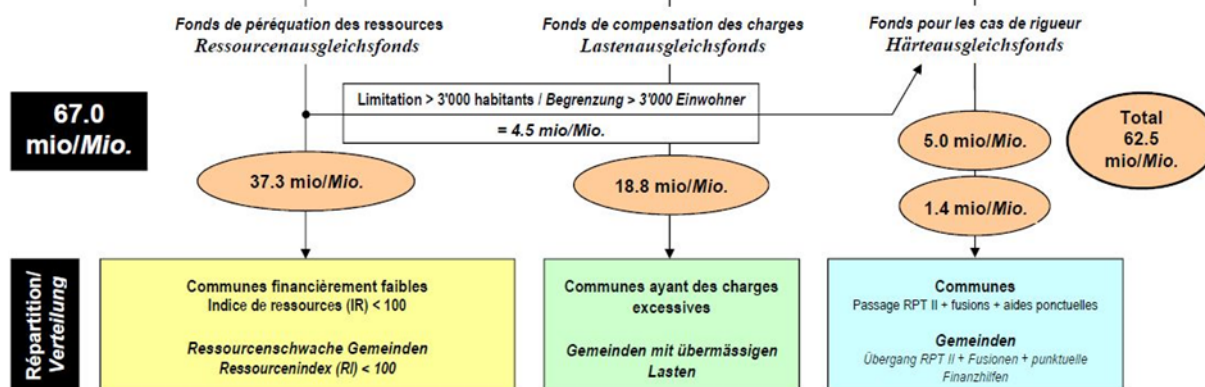 Fonds de péréquation des ressources
Ressourcenausgleichsfonds
Fonds de compensation des charges
Lastenausgleichsfonds
Fonds pour les cas de rigueur
Härteausgleichsfonds
67.0
mio/Mio.
Limitation > 3'000 habitants / Begrenzung > 3'000 Einwohner
= 4.5 mio/Mio.
37.3 mio/Mio.
18.8 mio/Mio.
5.0 mio/Mio.
1.4 mio/Mio.
Total
62.5
mio/Mio.
Répartition/
Verteilung
Communes financièrement faibles
Indice de ressources (IR) < 100
Ressourcenschwache Gemeinden
Ressourcenindex (RI) < 100
Communes ayant des charges
excessives
Gemeinden mit übermässigen
Lasten
Communes
Passage RPT II + fusions + aides ponctuelles
Gemeinden
Übergang RPT II + Fusionen + punktuelle
Finanzhilfen